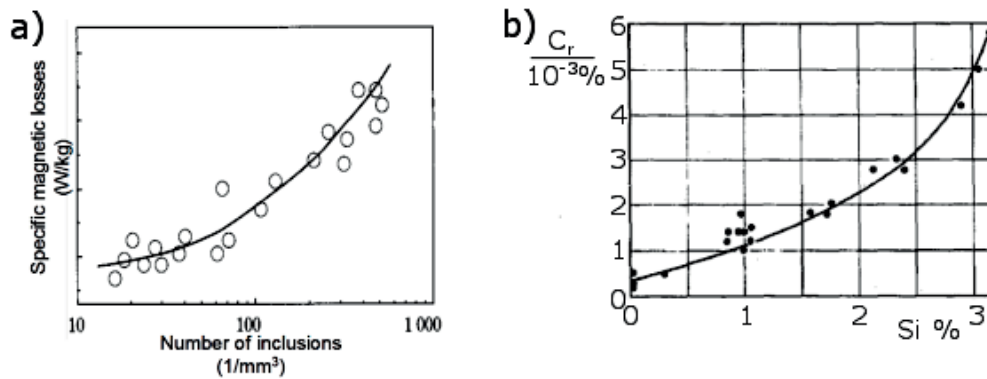 a)
Specific magnetic losses
(W/kg)
10
100
1 000
Number of inclusions
(1/mm³)
b)
C_r
10⁻³%
6
5
4
3
2
1
0
0
1
2
3
Si %